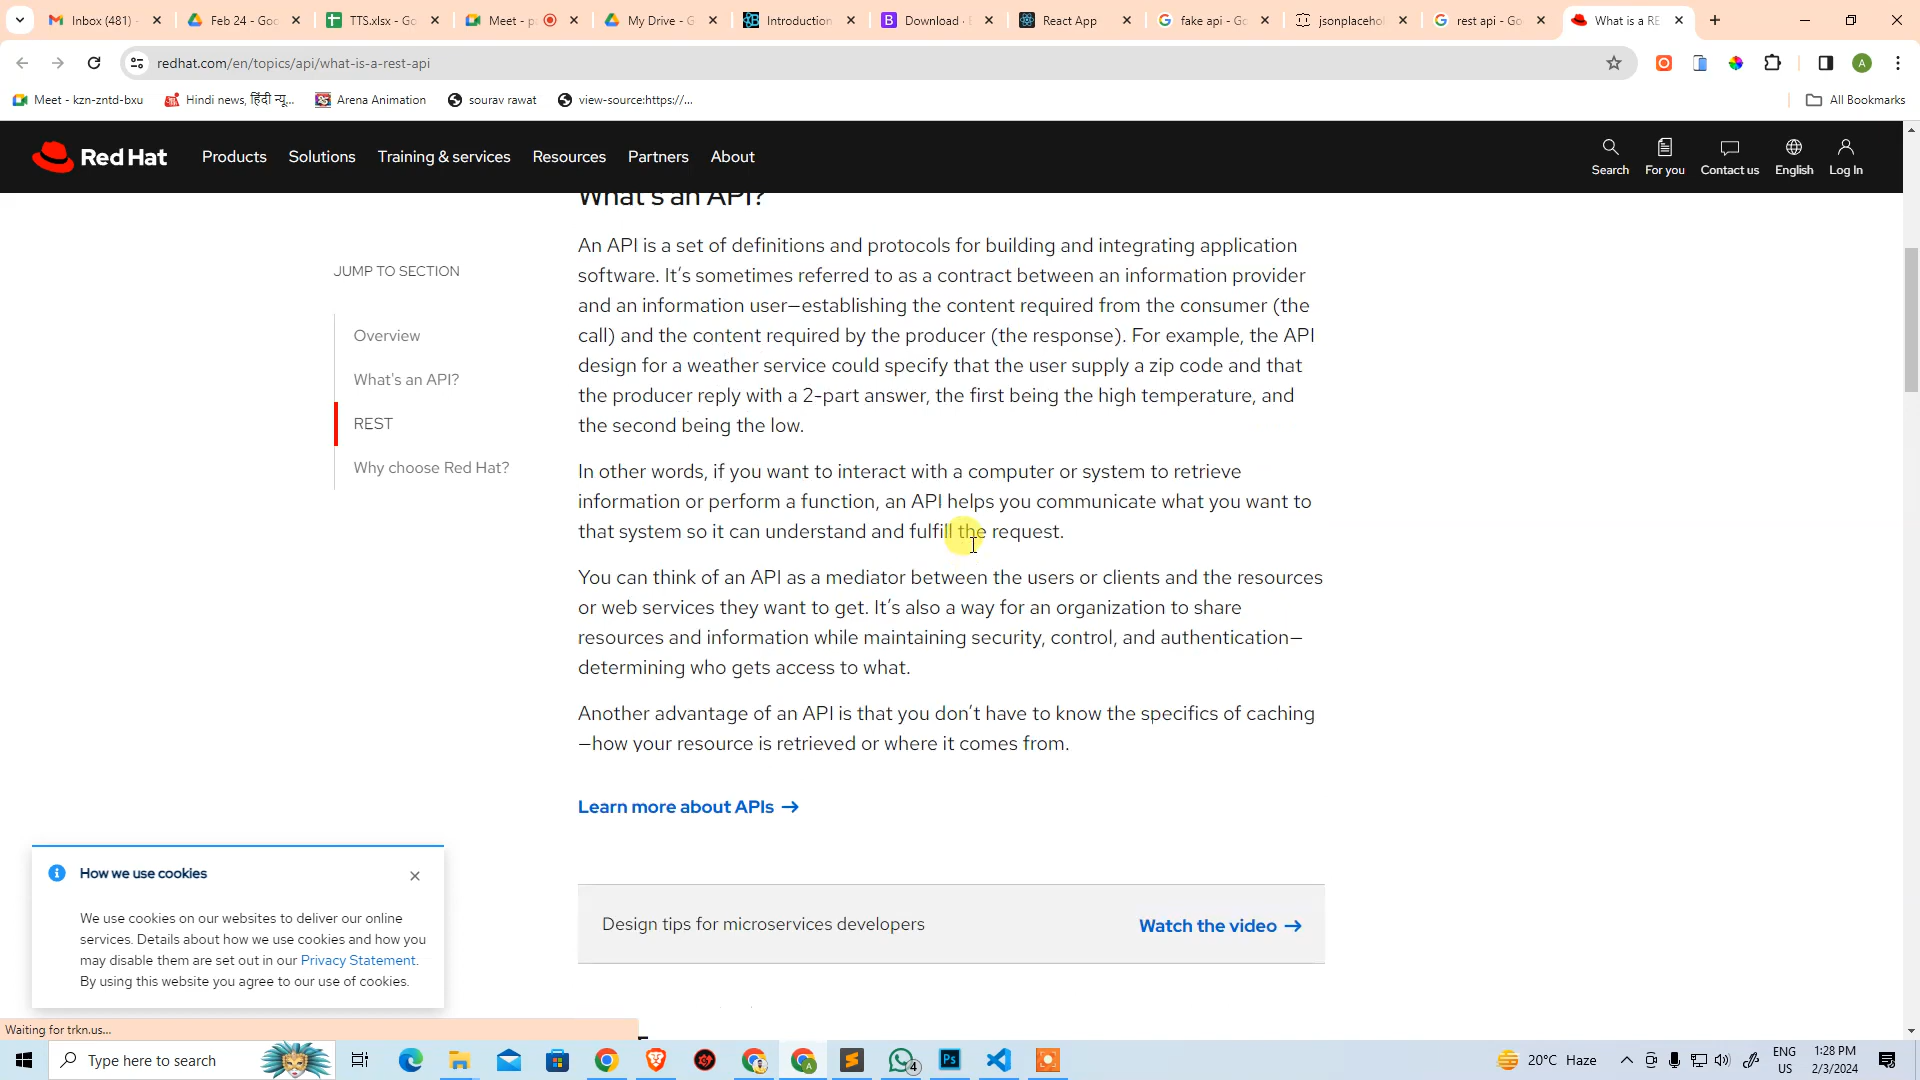 Inbox (481)
Feb 24 - Goo
TTS.xlsx - Go
Meet - p
My Drive - G
Introduction
Download ·
React App
fake api - Go
jsonplacehol
rest api - Go
What is a RE
redhat.com/en/topics/api/what-is-a-rest-api
A
Meet - kzn-zntd-bxu
Hindi news, हिंदी न्यू...
Arena Animation
sourav rawat
view-source:https://...
All Bookmarks
Red Hat
Products
Solutions
Training & services
Resources
Partners
About
Search
For you
Contact us
English
Log In
What's an API?
JUMP TO SECTION
Overview
What's an API?
REST
Why choose Red Hat?
An API is a set of definitions and protocols for building and integrating application
software. It’s sometimes referred to as a contract between an information provider
and an information user—establishing the content required from the consumer (the
call) and the content required by the producer (the response). For example, the API
design for a weather service could specify that the user supply a zip code and that
the producer reply with a 2-part answer, the first being the high temperature, and
the second being the low.
In other words, if you want to interact with a computer or system to retrieve
information or perform a function, an API helps you communicate what you want to
that system so it can understand and fulfill the request.
You can think of an API as a mediator between the users or clients and the resources
or web services they want to get. It’s also a way for an organization to share
resources and information while maintaining security, control, and authentication—
determining who gets access to what.
Another advantage of an API is that you don’t have to know the specifics of caching
—how your resource is retrieved or where it comes from.
Learn more about APIs →
Design tips for microservices developers
Watch the video →
How we use cookies
We use cookies on our websites to deliver our online
services. Details about how we use cookies and how you
may disable them are set out in our Privacy Statement.
By using this website you agree to our use of cookies.
Waiting for trkn.us...
Type here to search
4
Ps
20°C Haze
ENG
US
1:28 PM
2/3/2024